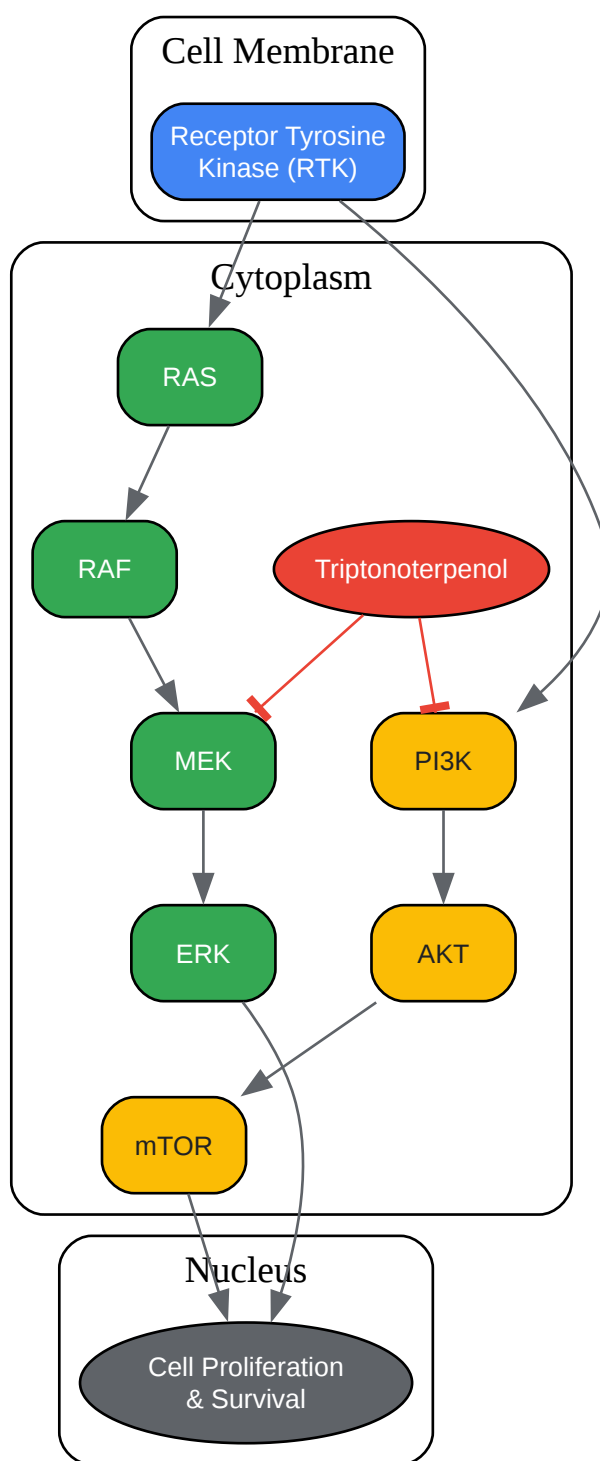 Cell Membrane
Receptor Tyrosine
Kinase (RTK)
Cytoplasm
RAS
RAF
Triptonoterpenol
MEK
PI3K
ERK
AKT
mTOR
Nucleus
Cell Proliferation
& Survival